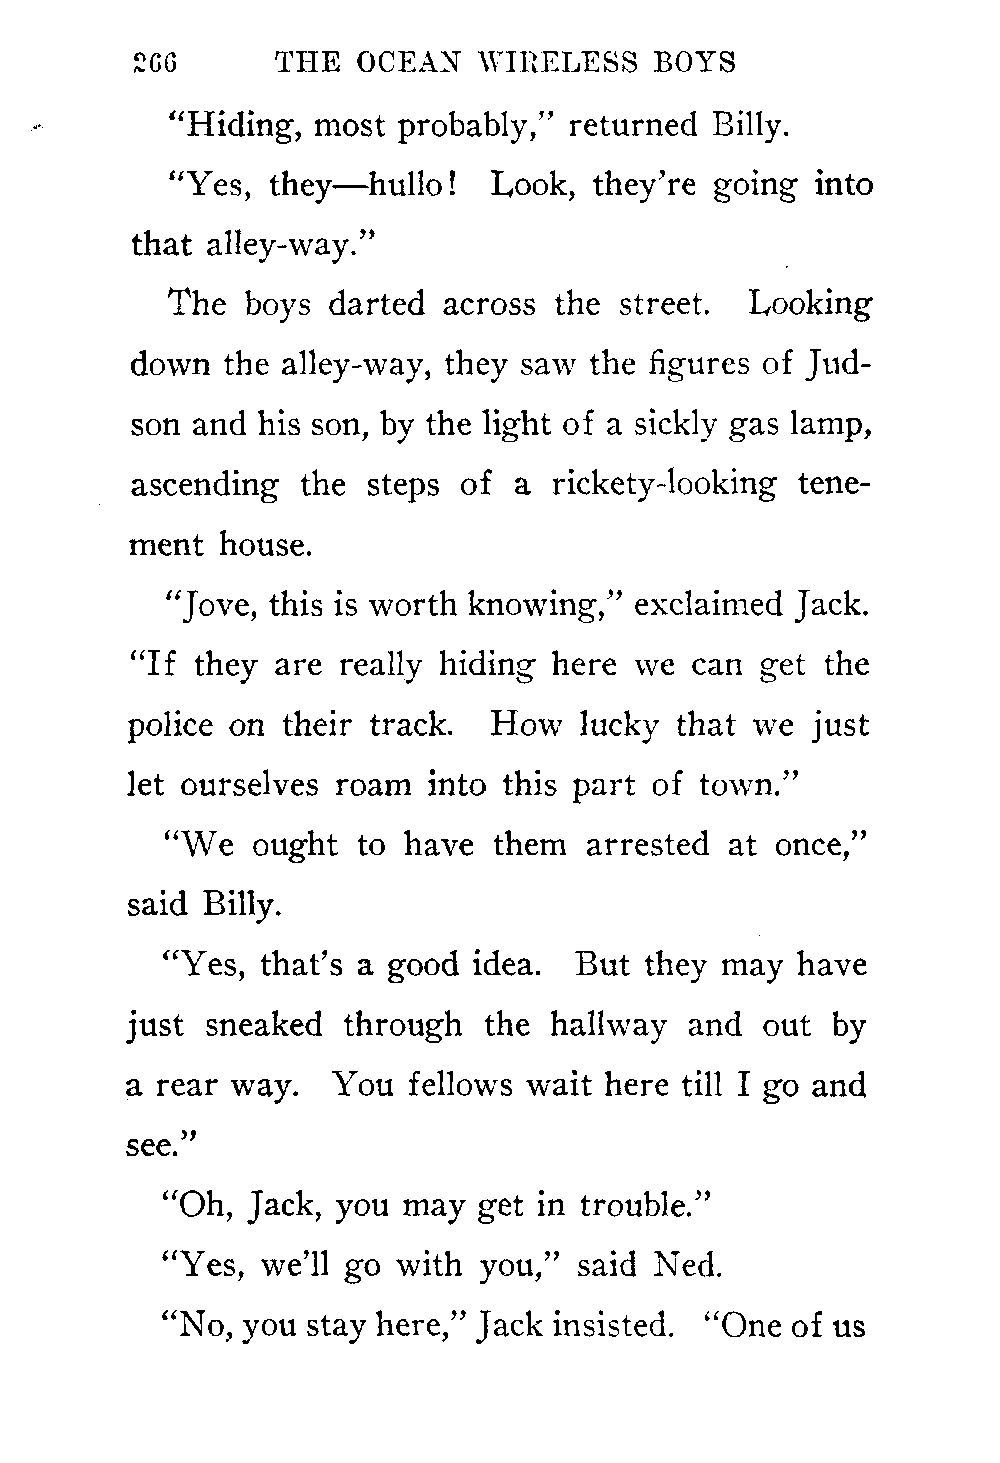 266 THE OCEAN WIRELESS BOYS
“Hiding, most probably,” returned Billy.
“Yes, they—hullo! Look, they’re going into
that alley-way.”
The boys darted across the street. Looking
down the alley-way, they saw the figures of Jud-
son and his son, by the light of a sickly gas lamp,
ascending the steps of a rickety-looking tene-
ment house.
“Jove, this is worth knowing,” exclaimed Jack.
“If they are really hiding here we can get the
police on their track. How lucky that we just
let ourselves roam into this part of town.”
“We ought to have them arrested at once,”
said Billy.
“Yes, that’s a good idea. But they may have
just sneaked through the hallway and out by
a rear way. You fellows wait here till I go and
see.”
“Oh, Jack, you may get in trouble.”
“Yes, we’ll go with you,” said Ned.
“No, you stay here,” Jack insisted. “One of us